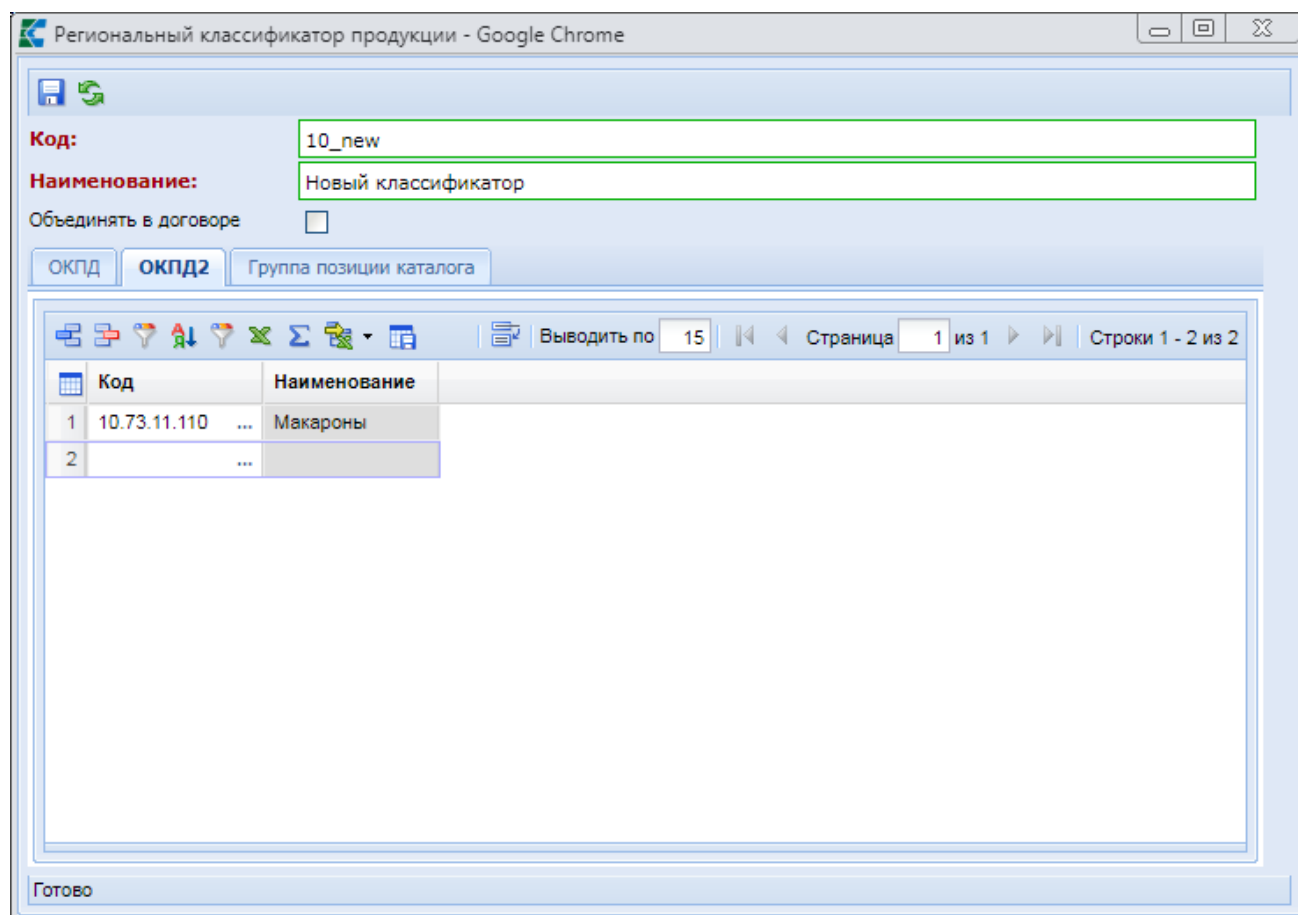 Региональный классификатор продукции - Google Chrome
Код: 10_new
Наименование: Новый классификатор
Объединять в договоре
ОКПД ОКПД2 Группа позиции каталога
Выводить по 15 Страница 1 из 1 Строки 1 - 2 из 2
Код Наименование
1 10.73.11.110 ... Макароны
2 ...
Готово